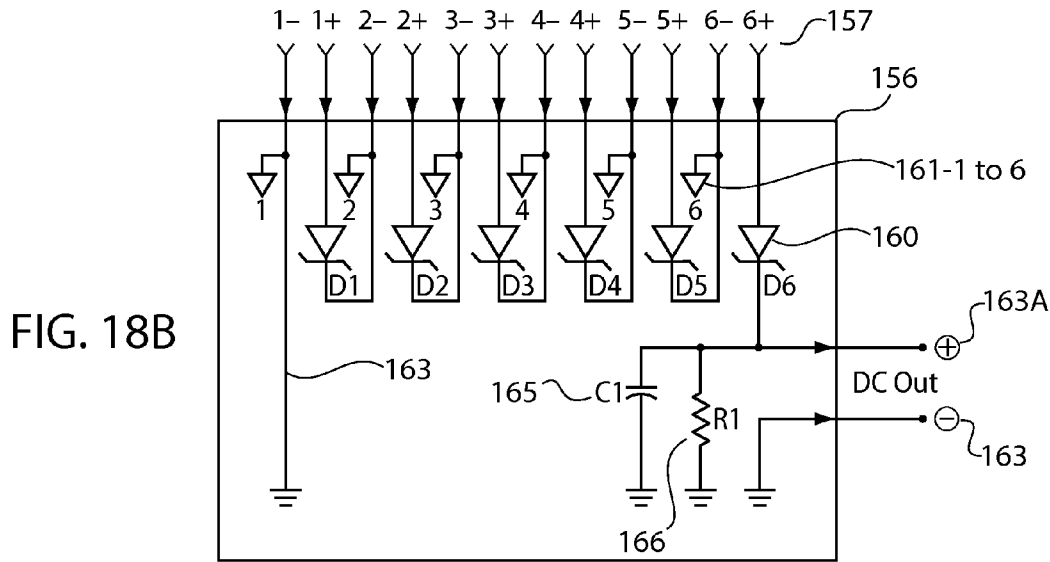 1– 1+ 2– 2+ 3– 3+ 4– 4+ 5– 5+ 6– 6+
157
156
161-1 to 6
1 2 3 4 5 6
160
D1 D2 D3 D4 D5 D6
163A
FIG. 18B
+
163
DC Out
165
C1
R1
–
163
166